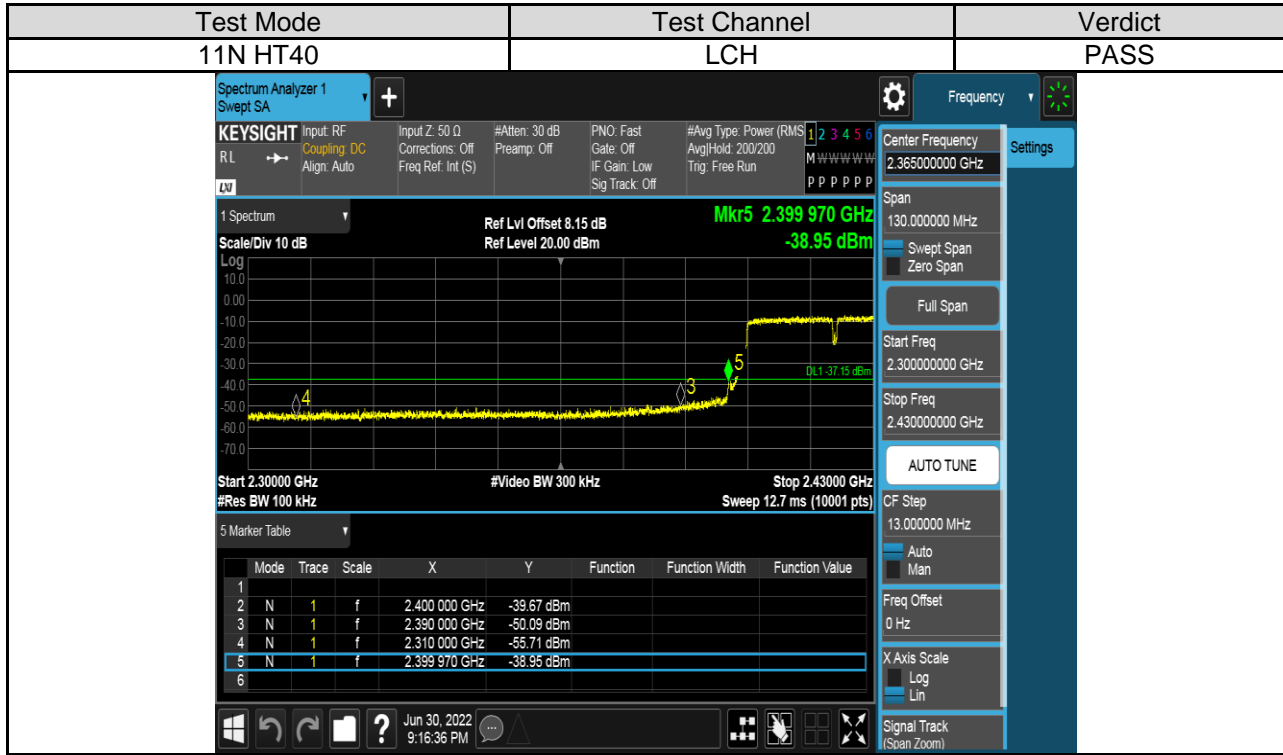 Test Mode Test Channel Verdict
11N HT40 LCH PASS
Spectrum Analyzer 1
Swept SA
+
Frequency
KEYSIGHT Input: RF Input Z: 50 Ω #Atten: 30 dB PNO: Fast #Avg Type: Power (RMS 1 2 3 4 5 6
RL Coupling: DC Corrections: Off Preamp: Off Gate: Off Avg|Hold: 200/200 M W W W W W
Align: Auto Freq Ref: Int (S) IF Gain: Low Trig: Free Run
LXI Sig Track: Off P P P P P P
1 Spectrum Ref Lvl Offset 8.15 dB Mkr5 2.399 970 GHz
Scale/Div 10 dB Ref Level 20.00 dBm -38.95 dBm
Log
10.0
0.00
-10.0
-20.0
-30.0
-40.0
-50.0
-60.0
-70.0
5
DL1 -37.15 dBm
3
4
Start 2.30000 GHz #Video BW 300 kHz Stop 2.43000 GHz
#Res BW 100 kHz Sweep 12.7 ms (10001 pts)
5 Marker Table
Mode Trace Scale X Y Function Function Width Function Value
1
2 N 1 f 2.400 000 GHz -39.67 dBm
3 N 1 f 2.390 000 GHz -50.09 dBm
4 N 1 f 2.310 000 GHz -55.71 dBm
5 N 1 f 2.399 970 GHz -38.95 dBm
6
? Jun 30, 2022
9:16:36 PM
Center Frequency
2.365000000 GHz
Settings
Span
130.000000 MHz
Swept Span
Zero Span
Full Span
Start Freq
2.300000000 GHz
Stop Freq
2.430000000 GHz
AUTO TUNE
CF Step
13.000000 MHz
Auto
Man
Freq Offset
0 Hz
X Axis Scale
Log
Lin
Signal Track
(Span Zoom)